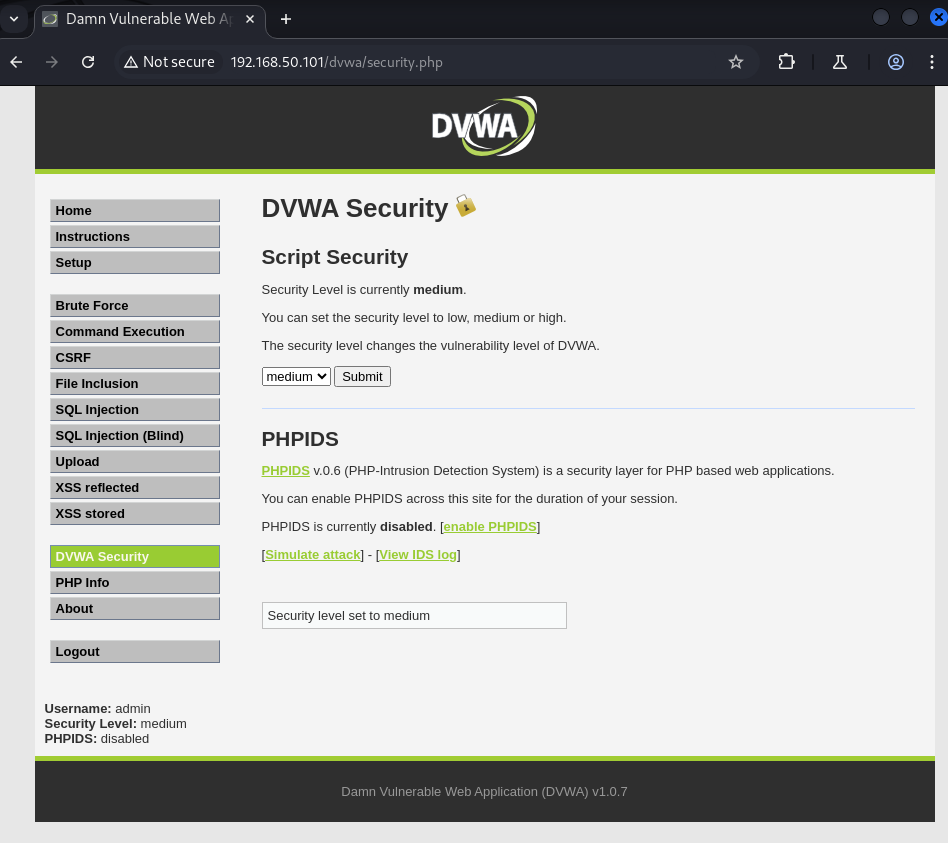 Damn Vulnerable Web Ap
Not secure 192.168.50.101/dvwa/security.php
DVWA
Home
Instructions
Setup
Brute Force
Command Execution
CSRF
File Inclusion
SQL Injection
SQL Injection (Blind)
Upload
XSS reflected
XSS stored
DVWA Security
PHP Info
About
Logout
Username: admin
Security Level: medium
PHPIDS: disabled
DVWA Security
Script Security
Security Level is currently medium.
You can set the security level to low, medium or high.
The security level changes the vulnerability level of DVWA.
medium Submit
PHPIDS
PHPIDS v.0.6 (PHP-Intrusion Detection System) is a security layer for PHP based web applications.
You can enable PHPIDS across this site for the duration of your session.
PHPIDS is currently disabled. [enable PHPIDS]
[Simulate attack] - [View IDS log]
Security level set to medium
Damn Vulnerable Web Application (DVWA) v1.0.7